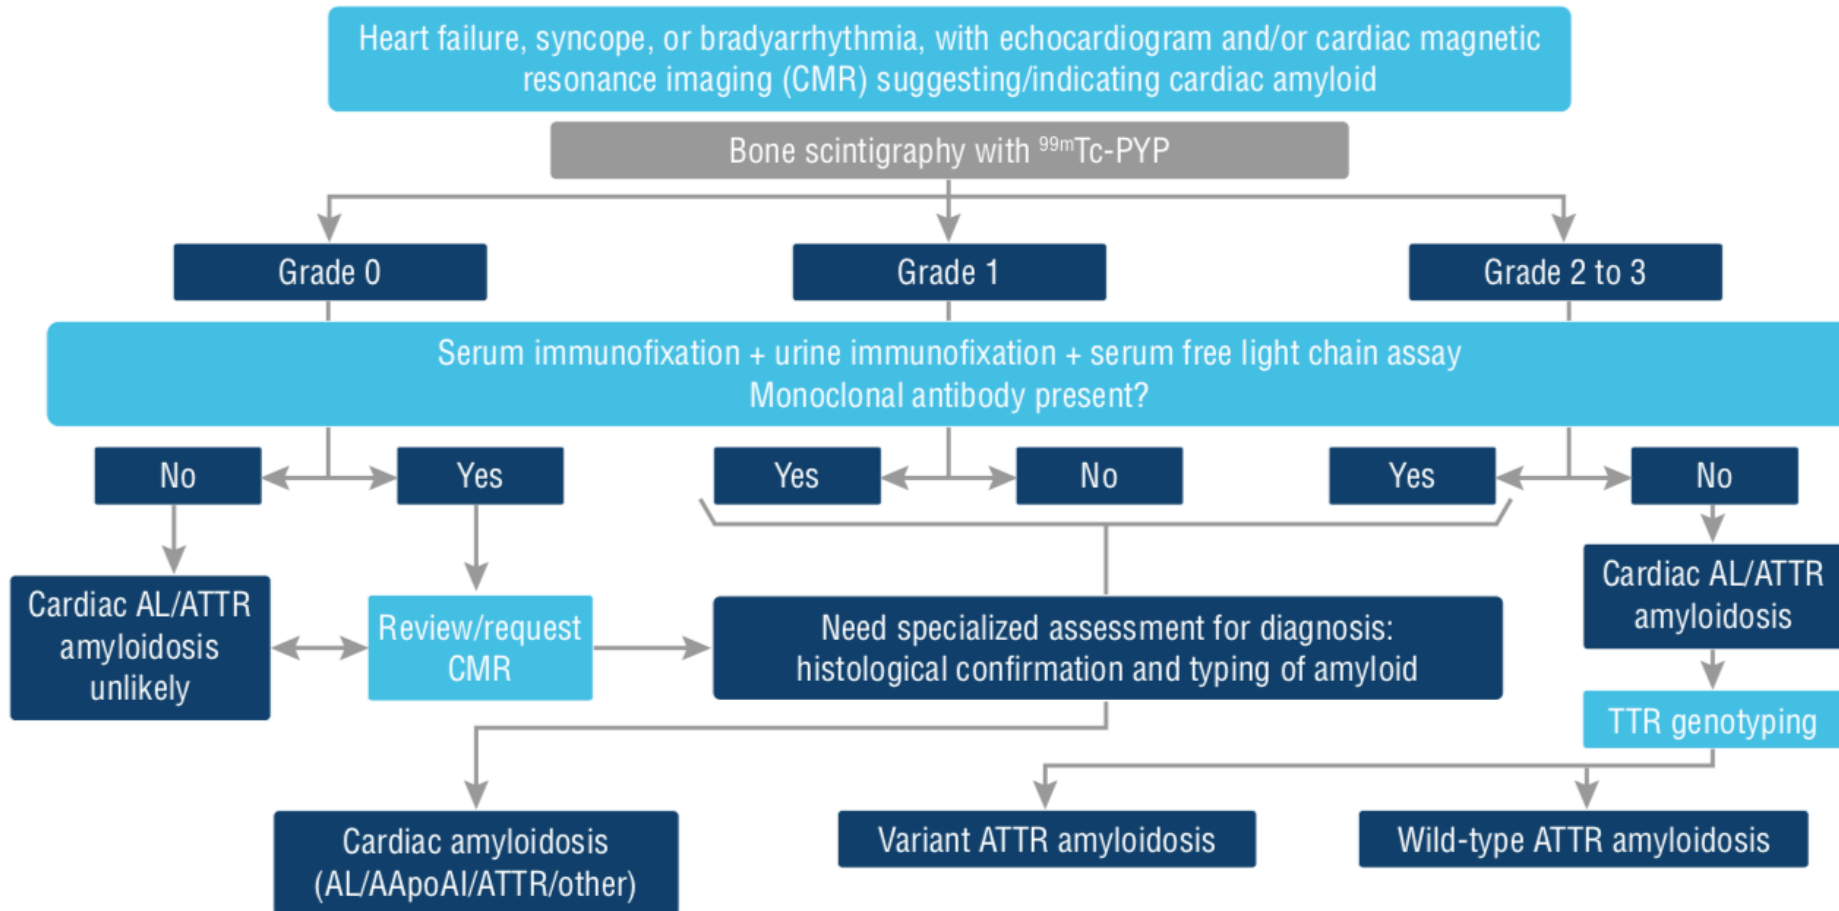 Heart failure, syncope, or bradyarrhythmia, with echocardiogram and/or cardiac magnetic
resonance imaging (CMR) suggesting/indicating cardiac amyloid
Bone scintigraphy with ⁹⁹ᵐTc-PYP
Grade 0
Grade 1
Grade 2 to 3
Serum immunofixation + urine immunofixation + serum free light chain assay
Monoclonal antibody present?
No
Yes
Yes
No
Yes
No
Cardiac AL/ATTR
amyloidosis
unlikely
Review/request
CMR
Need specialized assessment for diagnosis:
histological confirmation and typing of amyloid
Cardiac AL/ATTR
amyloidosis
TTR genotyping
Cardiac amyloidosis
(AL/AApoAI/ATTR/other)
Variant ATTR amyloidosis
Wild-type ATTR amyloidosis